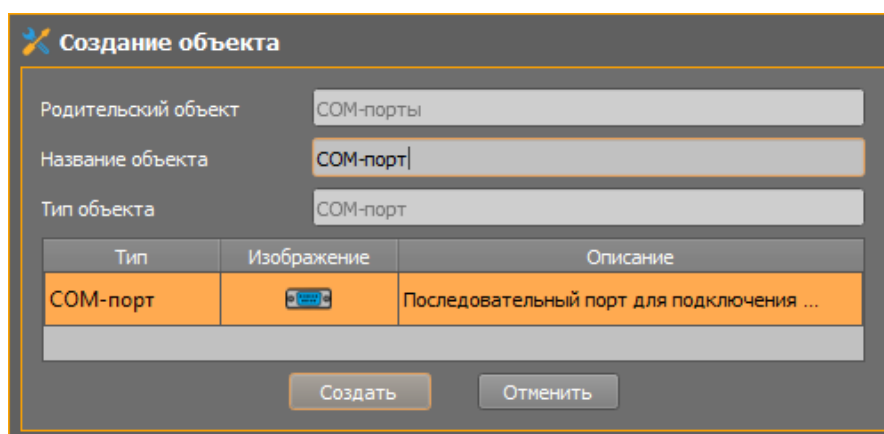 Создание объекта
Родительский объект COM-порты
Название объекта COM-порт
Тип объекта COM-порт
Тип Изображение Описание
COM-порт Последовательный порт для подключения ...
Создать Отменить